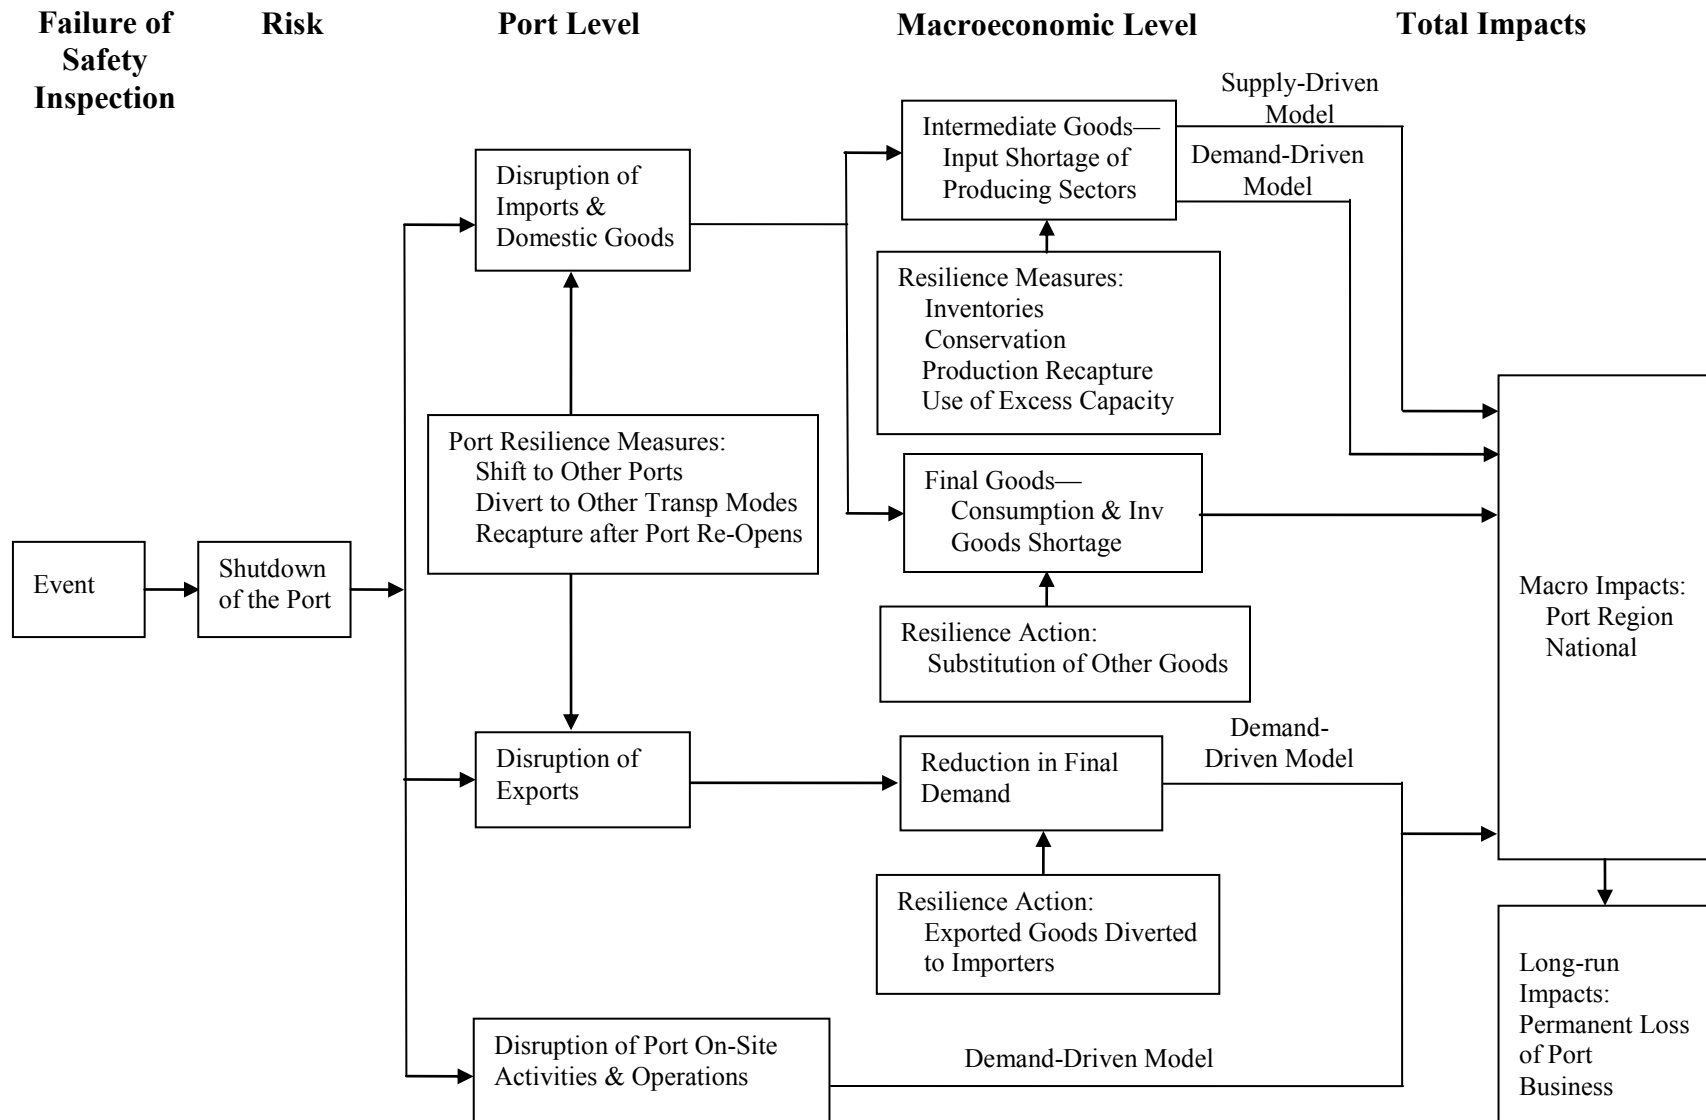 Failure of
Safety
Inspection
Risk
Port Level
Macroeconomic Level
Total Impacts
Supply-Driven
Model
Demand-Driven
Model
Intermediate Goods—
Input Shortage of
Producing Sectors
Disruption of
Imports &
Domestic Goods
Resilience Measures:
Inventories
Conservation
Production Recapture
Use of Excess Capacity
Port Resilience Measures:
Shift to Other Ports
Divert to Other Transp Modes
Recapture after Port Re-Opens
Final Goods—
Consumption & Inv
Goods Shortage
Event
Shutdown
of the Port
Macro Impacts:
Port Region
National
Resilience Action:
Substitution of Other Goods
Disruption of
Exports
Reduction in Final
Demand
Demand-
Driven Model
Resilience Action:
Exported Goods Diverted
to Importers
Long-run
Impacts:
Permanent Loss
of Port
Business
Disruption of Port On-Site
Activities & Operations
Demand-Driven Model